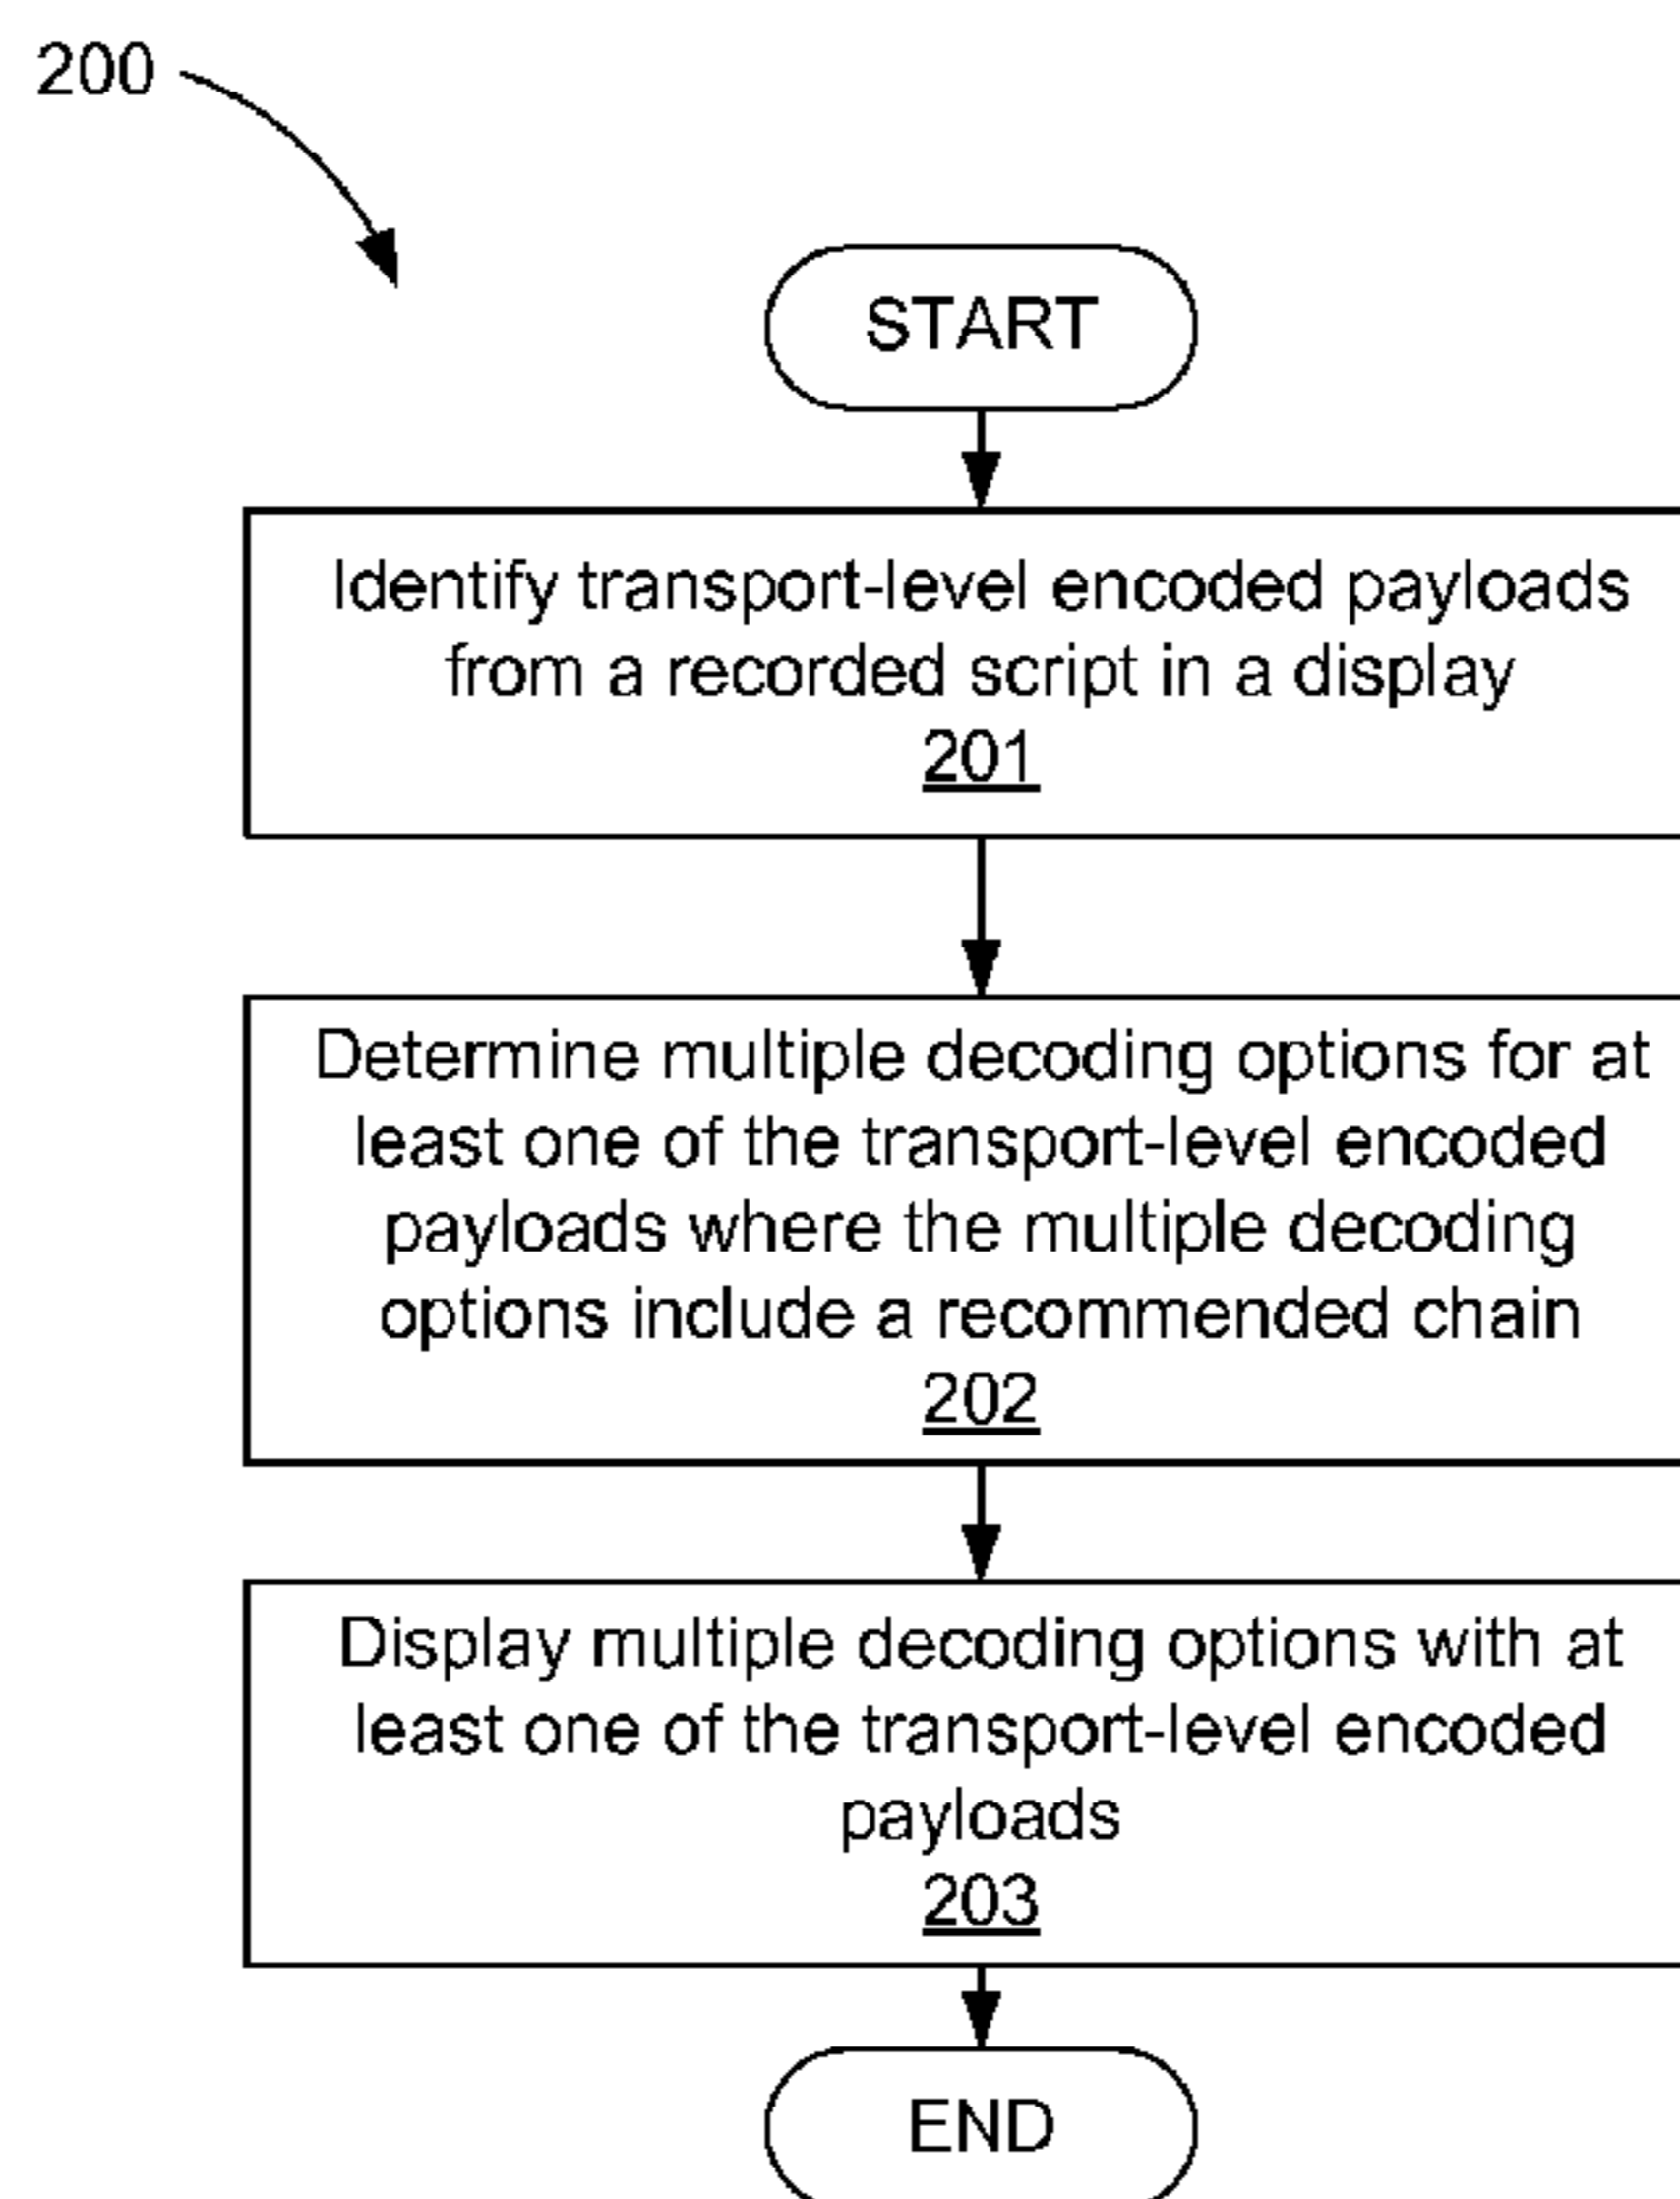 200
START
Identify transport-level encoded payloads
from a recorded script in a display
201
Determine multiple decoding options for at
least one of the transport-level encoded
payloads where the multiple decoding
options include a recommended chain
202
Display multiple decoding options with at
least one of the transport-level encoded
payloads
203
END